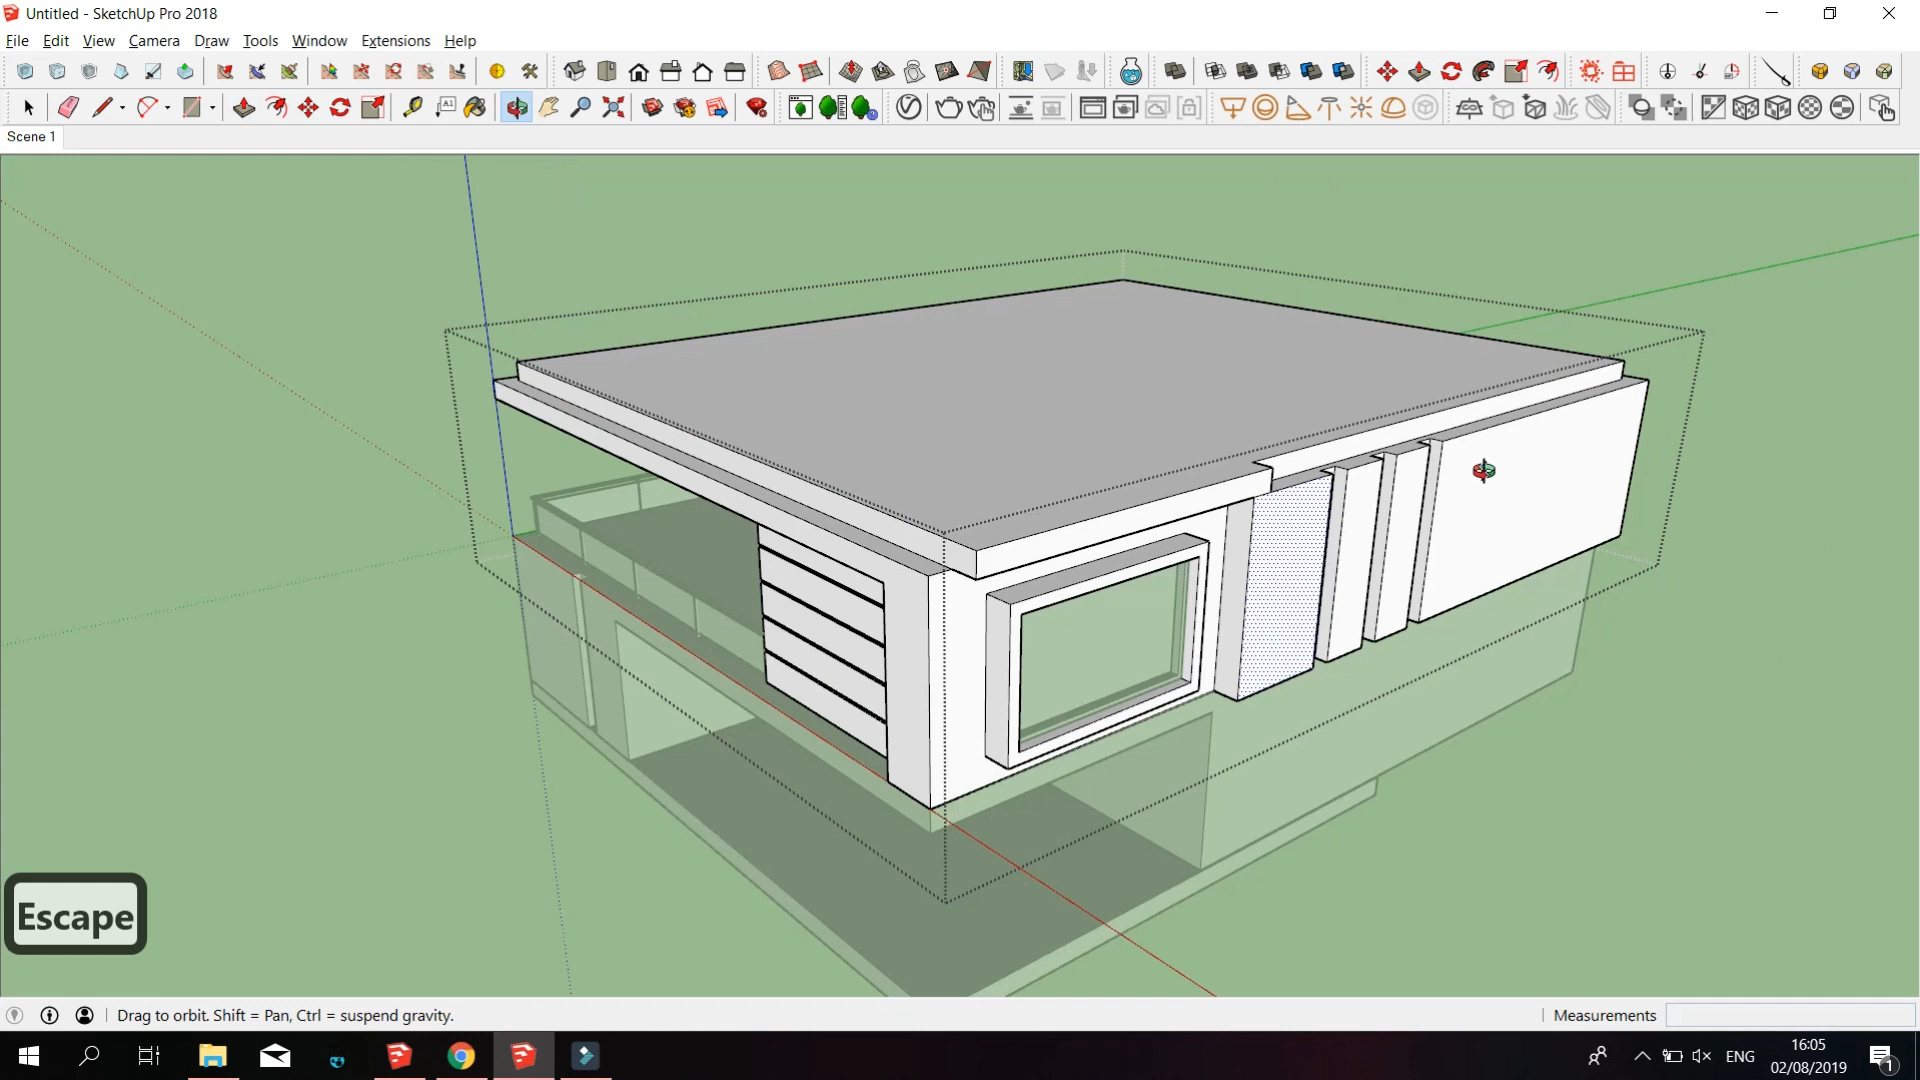 Untitled - SketchUp Pro 2018
File Edit View Camera Draw Tools Window Extensions Help
Scene 1
Escape
Drag to orbit. Shift = Pan, Ctrl = suspend gravity.
Measurements
ENG
16:05
02/08/2019
1